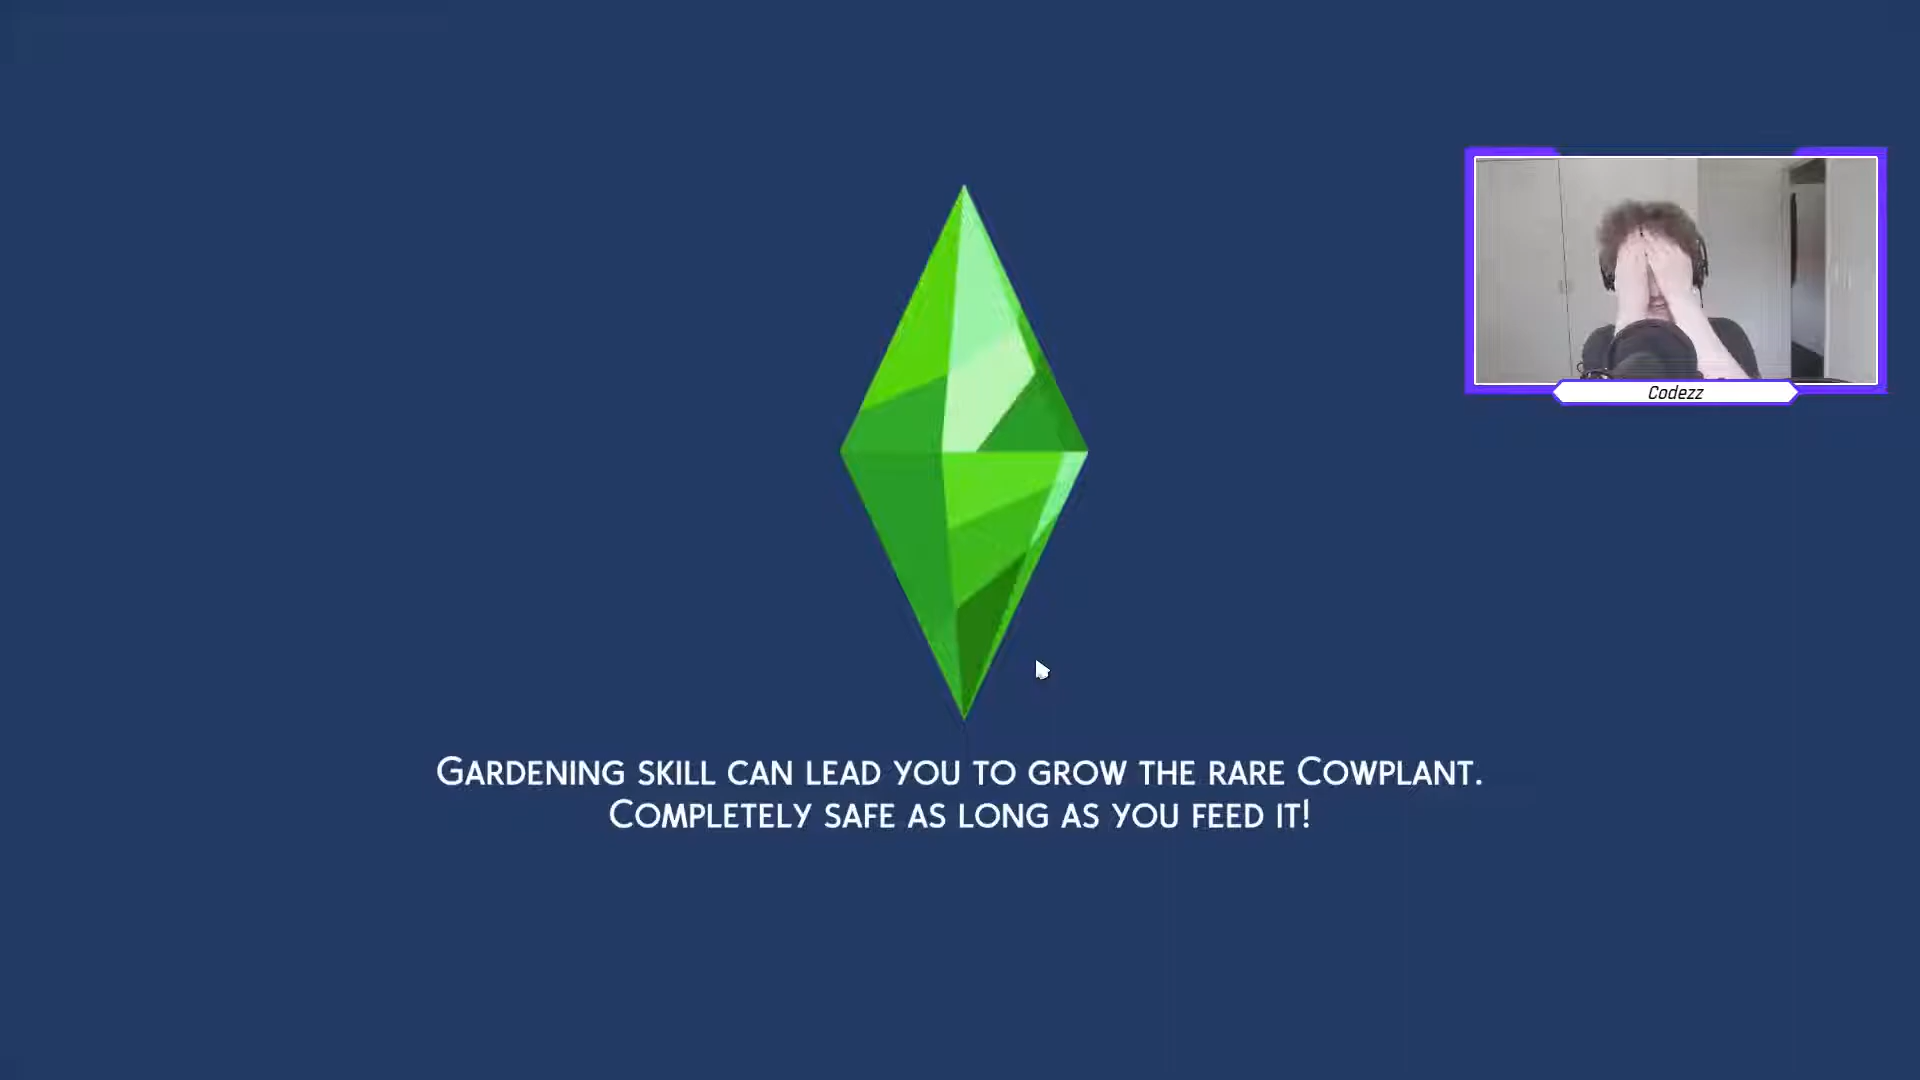 Codezz
GARDENING SKILL CAN LEAD YOU TO GROW THE RARE COWPLANT.
COMPLETELY SAFE AS LONG AS YOU FEED IT!